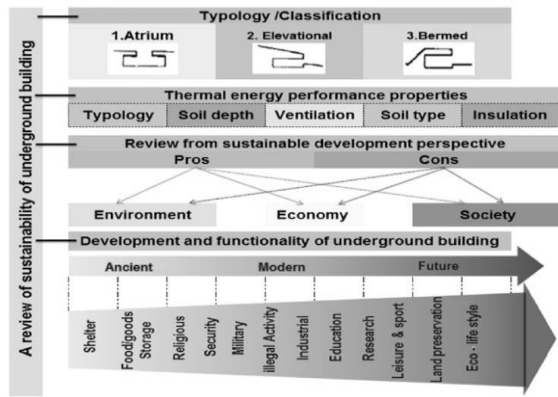 A review of sustainability of underground building
Typology /Classification
1.Atrium 2. Elevational 3.Bermed
Thermal energy performance properties
Typology Soil depth Ventilation Soil type Insulation
Review from sustainable development perspective
Pros Cons
Environment Economy Society
Development and functionality of underground building
Ancient Modern Future
Shelter
Food/goods
Storage
Religious
Security
Military
illegal Activity
Industrial
Education
Research
Leisure & sport
Land preservation
Eco - life style